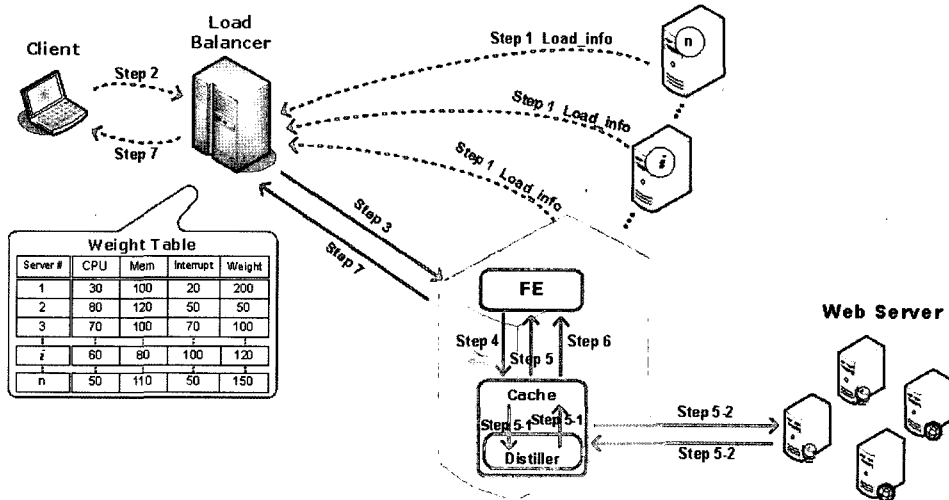 Load
Balancer
Client
Step 2
Step 7
Step 1 Load_info
n
Step 1 Load_info
i
Step 1 Load_info
Step 3
Step 7
Weight Table
Server # CPU Mem Interrupt Weight
1 30 100 20 200
2 80 120 50 50
3 70 100 70 100
i 60 80 100 120
n 50 110 50 150
FE
Step 4
Step 5
Step 6
Cache
Step 5-1
Step 5-1
Distiller
Step 5-2
Step 5-2
Web Server